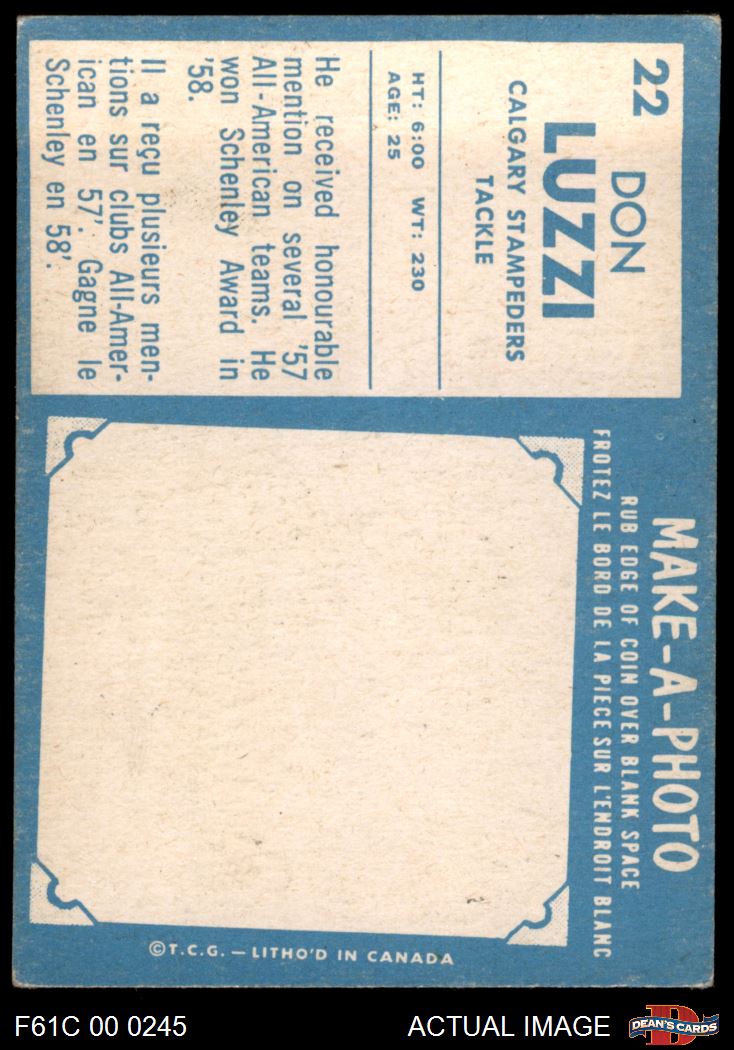 22
DON
LUZZI
CALGARY STAMPEDERS
TACKLE
HT: 6:00 WT: 230
AGE: 25
He received honourable
mention on several '57
All-American teams. He
won Schenley Award in
'58.
Il a reçu plusieurs men-
tions sur clubs All-Amer-
ican en 57'. Gagne le
Schenley en 58'.
MAKE-A-PHOTO
RUB EDGE OF COIN OVER BLANK SPACE
FROTEZ LE BORD DE LA PIECE SUR L'ENDROIT BLANC
©T.C.G. — LITHO'D IN CANADA
F61C 00 0245
ACTUAL IMAGE
D
DEAN'S CARDS